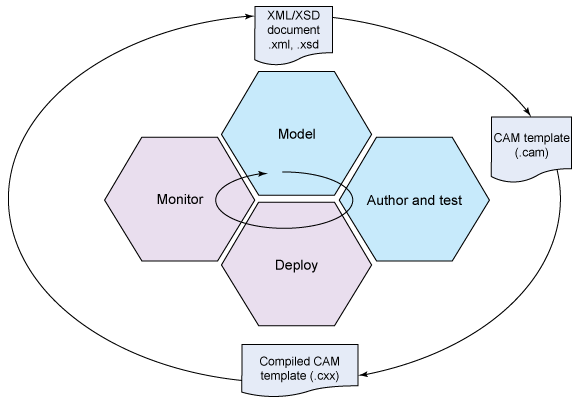 XML/XSD
document
.xml, .xsd
CAM template
(.cam)
Model
Monitor
Author and test
Deploy
Compiled CAM
template (.cxx)